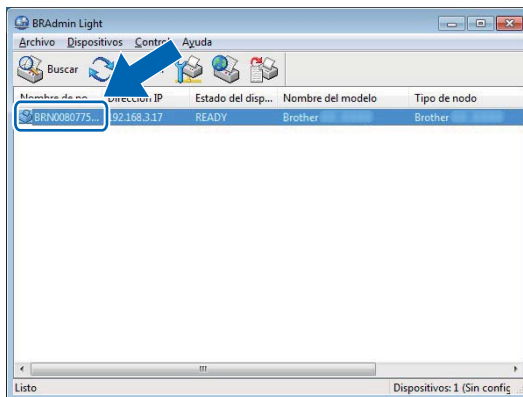 BRAdmin Light
Archivo Dispositivos Control Ayuda
Buscar
Nombre de no... Dirección IP Estado del disp... Nombre del modelo Tipo de nodo
BRN0080775... 192.168.3.17 READY Brother Brother
Listo Dispositivos: 1 (Sin config